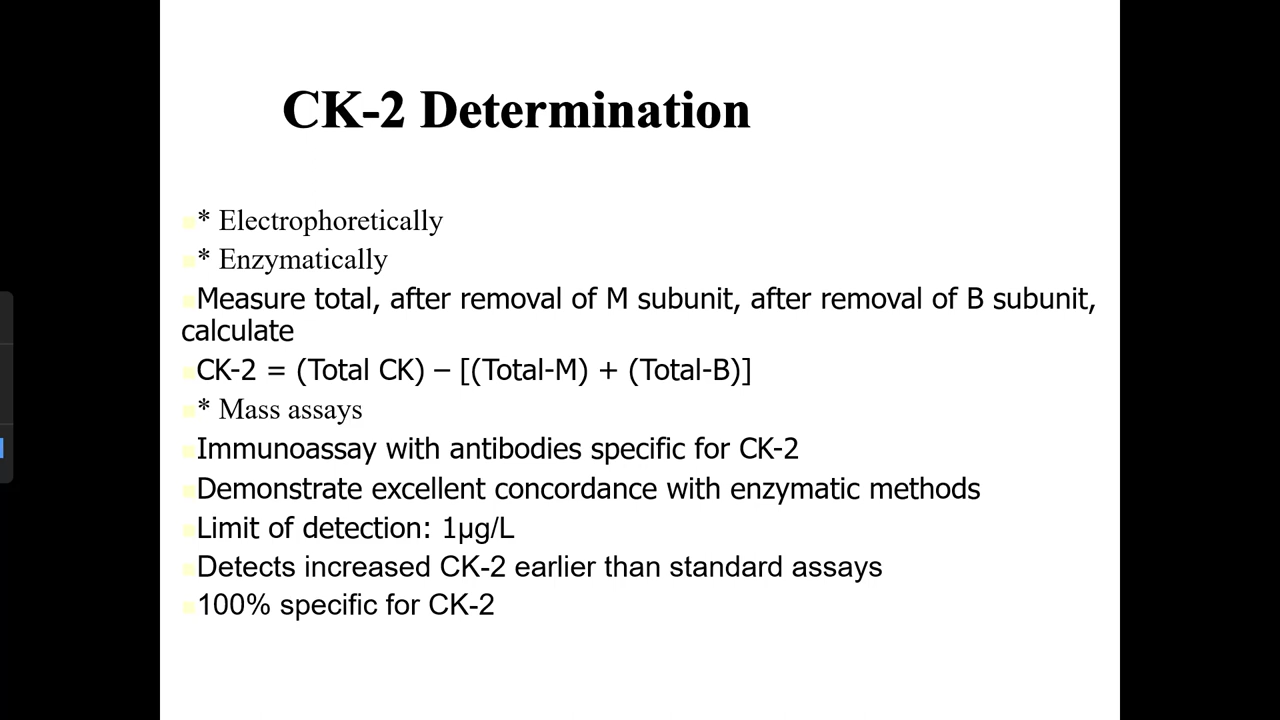 CK-2 Determination
* Electrophoretically
* Enzymatically
Measure total, after removal of M subunit, after removal of B subunit,
calculate
CK-2 = (Total CK) – [(Total-M) + (Total-B)]
* Mass assays
Immunoassay with antibodies specific for CK-2
Demonstrate excellent concordance with enzymatic methods
Limit of detection: 1µg/L
Detects increased CK-2 earlier than standard assays
100% specific for CK-2